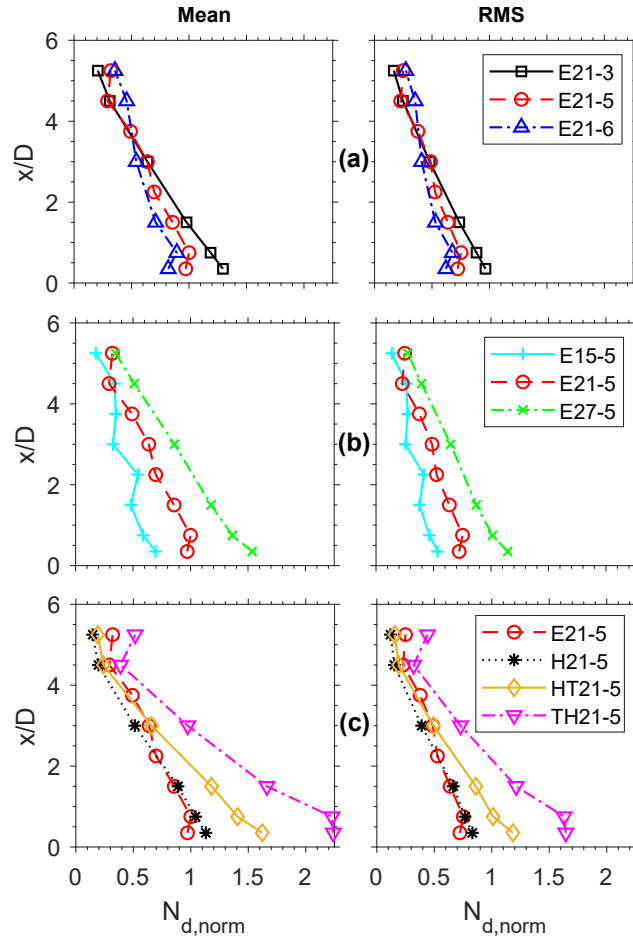 Mean
RMS
6
4
2
0
x/D
E21-3
E21-5
E21-6
(a)
6
4
2
0
x/D
E15-5
E21-5
E27-5
(b)
6
4
2
0
x/D
E21-5
H21-5
HT21-5
TH21-5
(c)
0 0.5 1 1.5 2
0 0.5 1 1.5 2
N_d,norm
N_d,norm